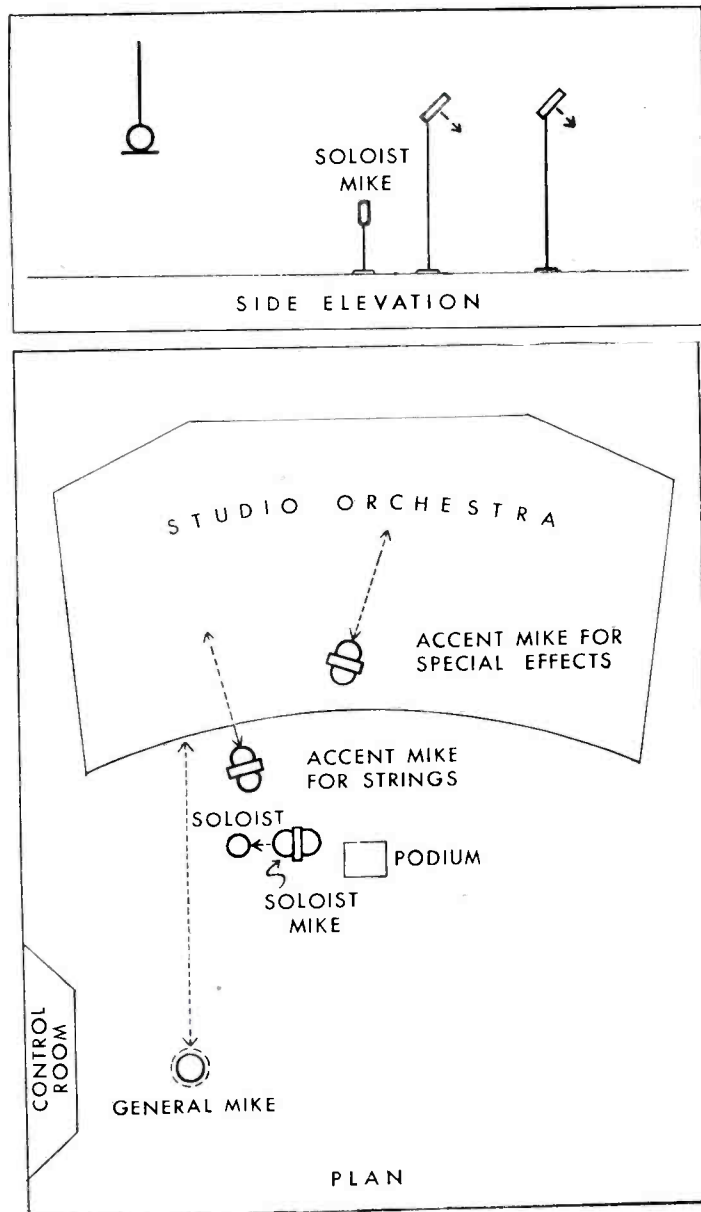 SOLOIST
MIKE
SIDE ELEVATION
STUDIO ORCHESTRA
ACCENT MIKE FOR
SPECIAL EFFECTS
ACCENT MIKE
FOR STRINGS
SOLOIST
PODIUM
SOLOIST
MIKE
CONTROL
ROOM
GENERAL MIKE
PLAN